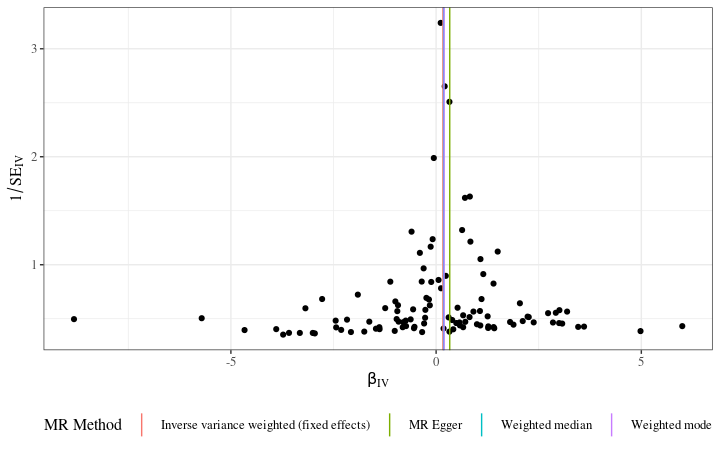 3
2
1
1/SE_IV
-5
0
5
β_IV
MR Method
Inverse variance weighted (fixed effects)
MR Egger
Weighted median
Weighted mode